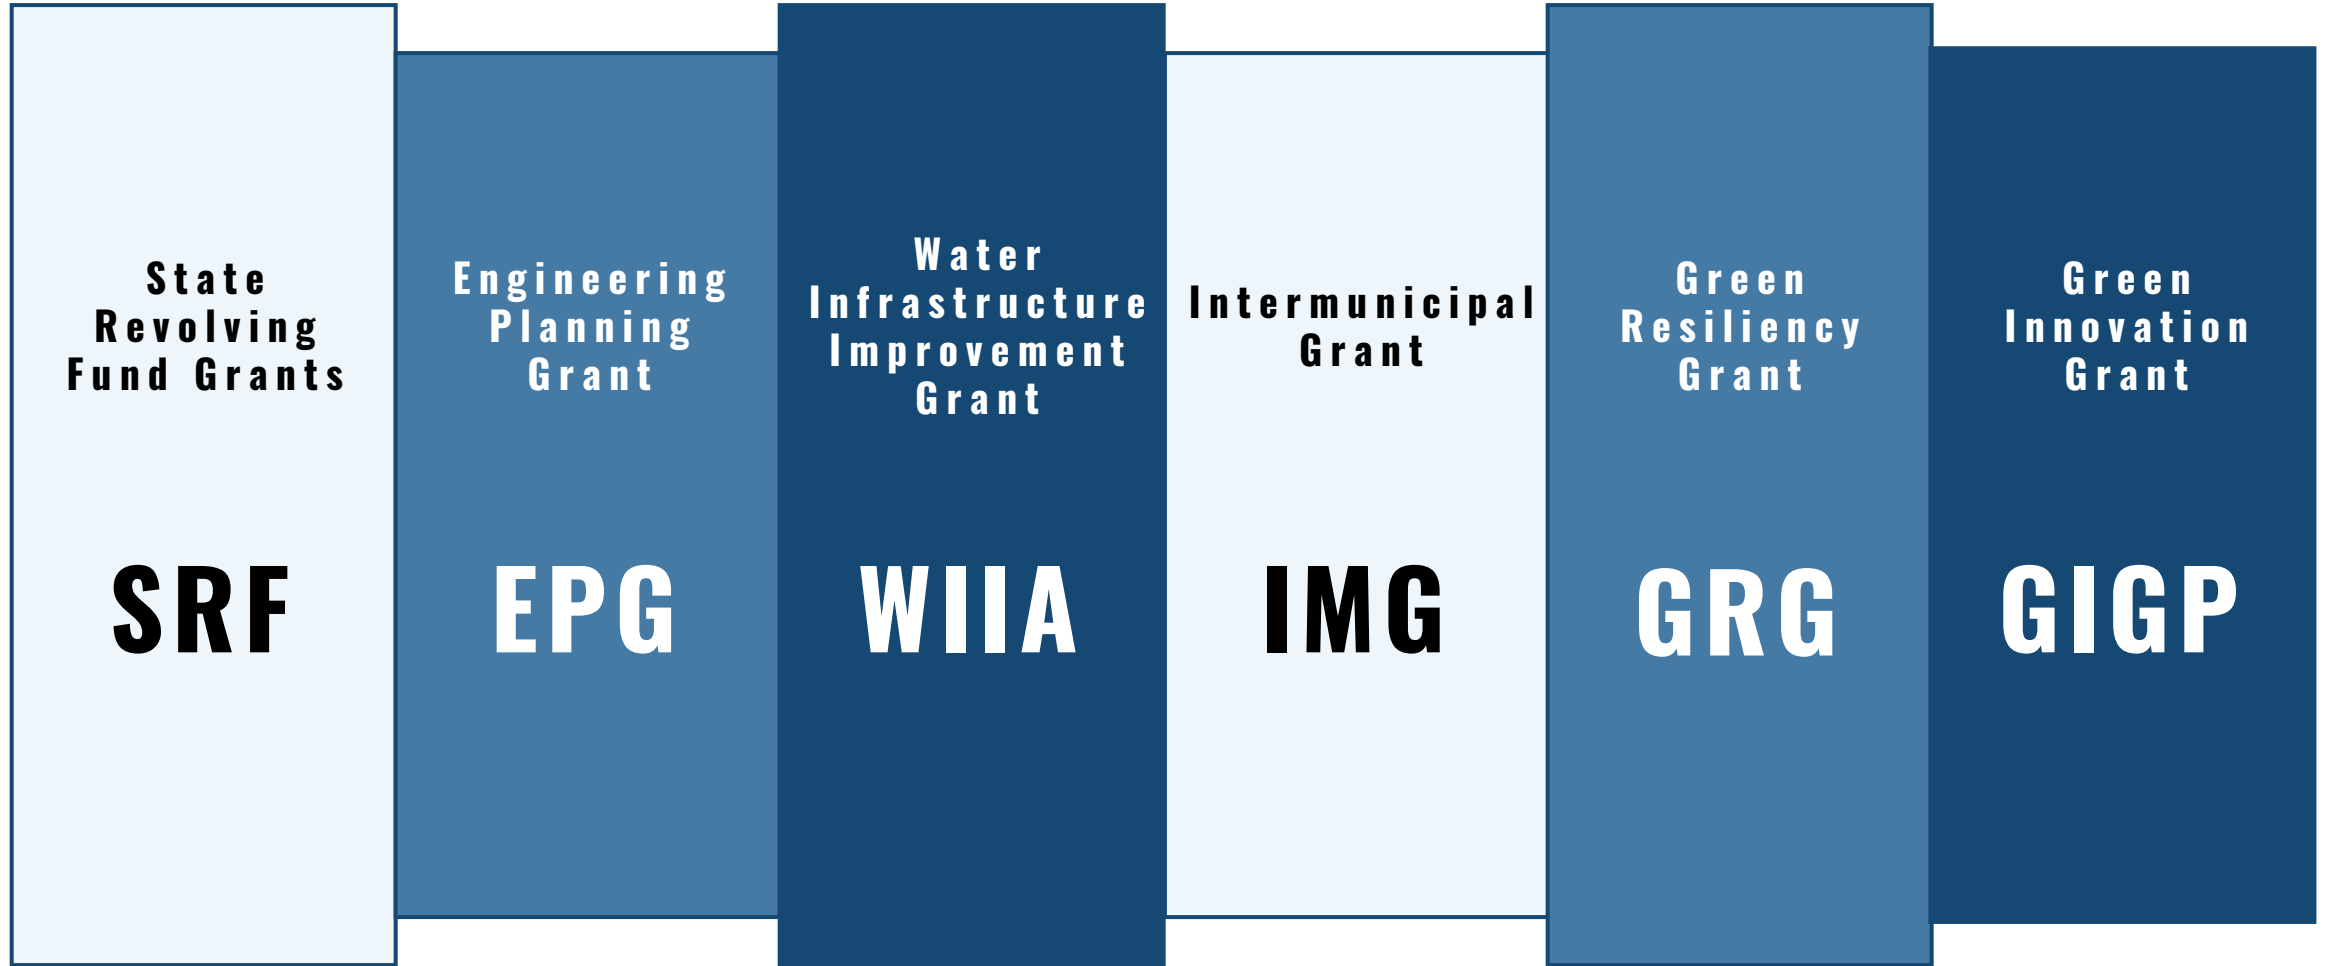 State
Revolving
Fund Grants
SRF
Engineering
Planning
Grant
EPG
Water
Infrastructure
Improvement
Grant
WIIA
Intermunicipal
Grant
IMG
Green
Resiliency
Grant
GRG
Green
Innovation
Grant
GIGP